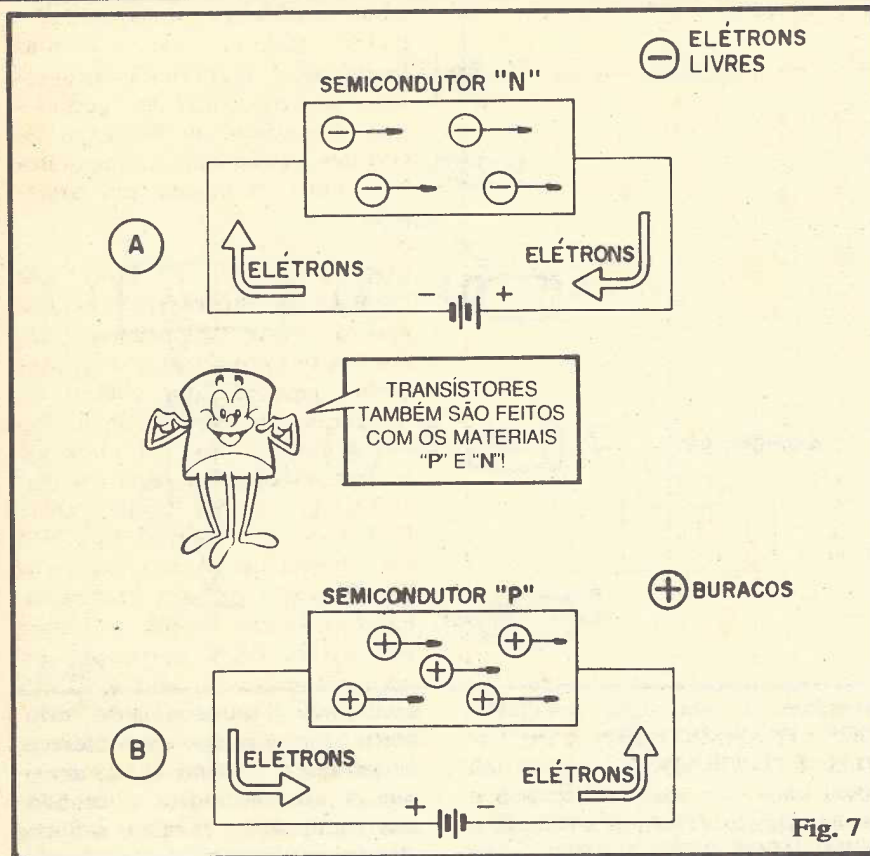 ELÉTRONS
LIVRES
SEMICONDUTOR "N"
A
ELÉTRONS
ELÉTRONS
TRANSÍSTORES
TAMBÉM SÃO FEITOS
COM OS MATERIAIS
"P" E "N"!
SEMICONDUTOR "P"
BURACOS
B
ELÉTRONS
ELÉTRONS
Fig. 7